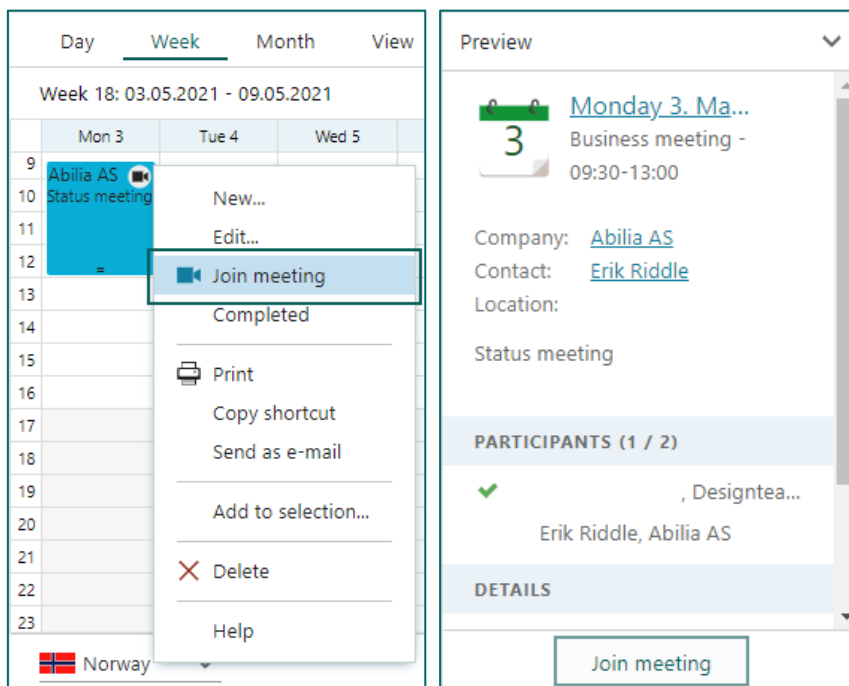 Day Week Month View
Week 18: 03.05.2021 - 09.05.2021
Mon 3 Tue 4 Wed 5
9
10
11
12
13
14
15
16
17
18
19
20
21
22
23
Abilia AS
Status meeting
=
New...
Edit...
Join meeting
Completed
Print
Copy shortcut
Send as e-mail
Add to selection...
Delete
Help
Norway
Preview
3
Monday 3. Ma...
Business meeting -
09:30-13:00
Company: Abilia AS
Contact: Erik Riddle
Location:
Status meeting
PARTICIPANTS (1 / 2)
, Designtea...
Erik Riddle, Abilia AS
DETAILS
Join meeting